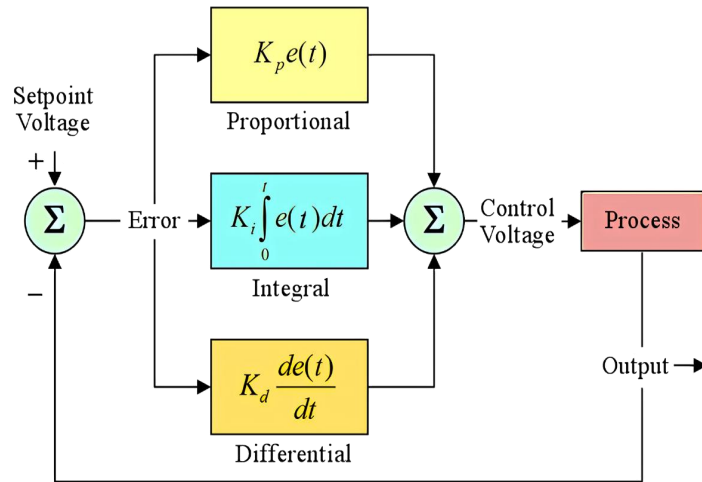 Setpoint
Voltage
+
Σ
−
Error
K_p e(t)
Proportional
K_i ∫_0^t e(t)dt
Integral
K_d de(t)/dt
Differential
Σ
Control
Voltage
Process
Output